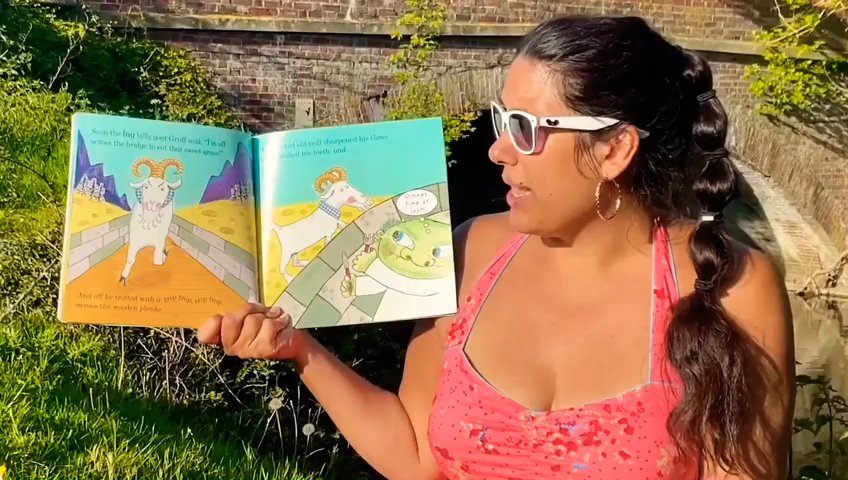 Soon the big billy goat Gruff said, "I'm off
across the bridge to eat that sweet grass!"
old troll sharpened his claws
his teeth, and
Dinner
time at
last!
And off he trotted with a trip trap, trip trap,
across the wooden planks.